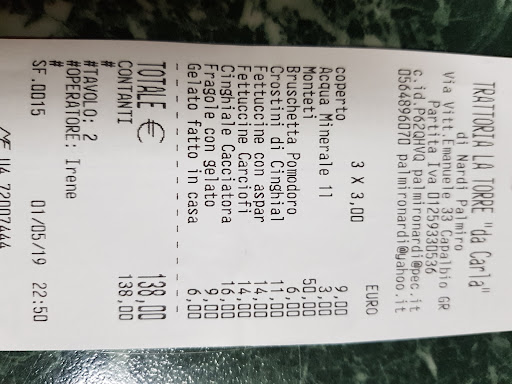 TRATTORIA LA TORRE "da Carla"
di Nardi Palmiro
Via Vitt.Emanuele 33 Capalbio GR
Partita Iva 01259330536
c.id.P62QHVQ palmironardi@pec.it
0564896070 palmironardi@yahoo.it
EURO
3 X 3,00
coperto 9,00
Acqua Minerale 1l 3,00
Monteti 50,00
Bruschetta Pomodoro 6,00
Crostini di Cinghial 11,00
Fettuccine con aspar 14,00
Fettuccine Carciofi 14,00
Cinghiale Cacciatora 16,00
Fragole con gelato 9,00
Gelato fatto in casa 6,00
TOTALE € 138,00
CONTANTI 138,00
#
#TAVOLO: 2
#OPERATORE: Irene
#
SF.0015 01/05/19 22:50
72007444